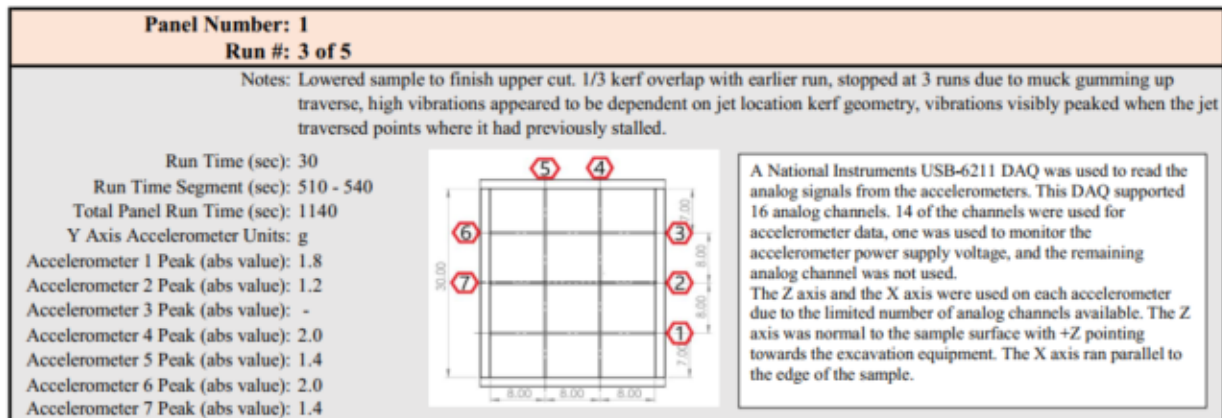 Panel Number: 1
Run #: 3 of 5
Notes: Lowered sample to finish upper cut. 1/3 kerf overlap with earlier run, stopped at 3 runs due to muck gumming up
traverse, high vibrations appeared to be dependent on jet location kerf geometry, vibrations visibly peaked when the jet
traversed points where it had previously stalled.
Run Time (sec): 30
Run Time Segment (sec): 510 - 540
Total Panel Run Time (sec): 1140
Y Axis Accelerometer Units: g
Accelerometer 1 Peak (abs value): 1.8
Accelerometer 2 Peak (abs value): 1.2
Accelerometer 3 Peak (abs value): -
Accelerometer 4 Peak (abs value): 2.0
Accelerometer 5 Peak (abs value): 1.4
Accelerometer 6 Peak (abs value): 2.0
Accelerometer 7 Peak (abs value): 1.4
5 4
7.00
6 3
8.00
30.00
7 2
8.00
1
7.00
8.00 8.00 8.00
A National Instruments USB-6211 DAQ was used to read the
analog signals from the accelerometers. This DAQ supported
16 analog channels. 14 of the channels were used for
accelerometer data, one was used to monitor the
accelerometer power supply voltage, and the remaining
analog channel was not used.
The Z axis and the X axis were used on each accelerometer
due to the limited number of analog channels available. The Z
axis was normal to the sample surface with +Z pointing
towards the excavation equipment. The X axis ran parallel to
the edge of the sample.